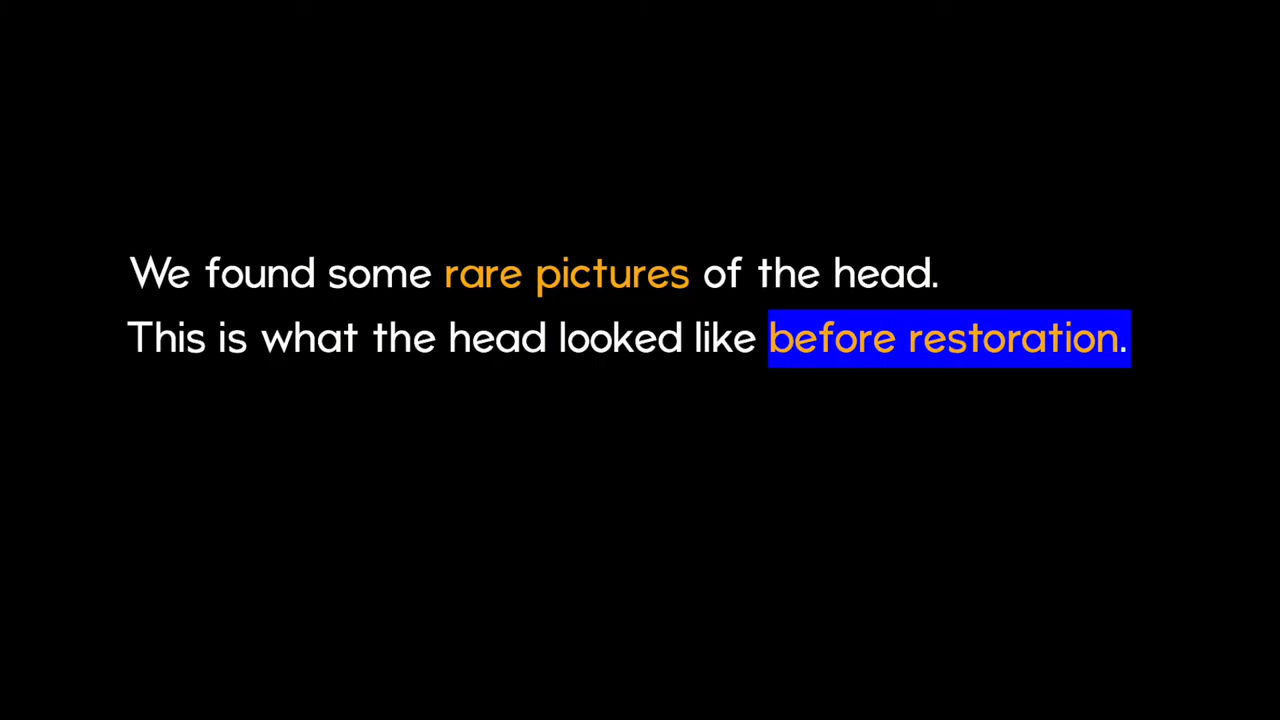 We found some rare pictures of the head.
This is what the head looked like before restoration.